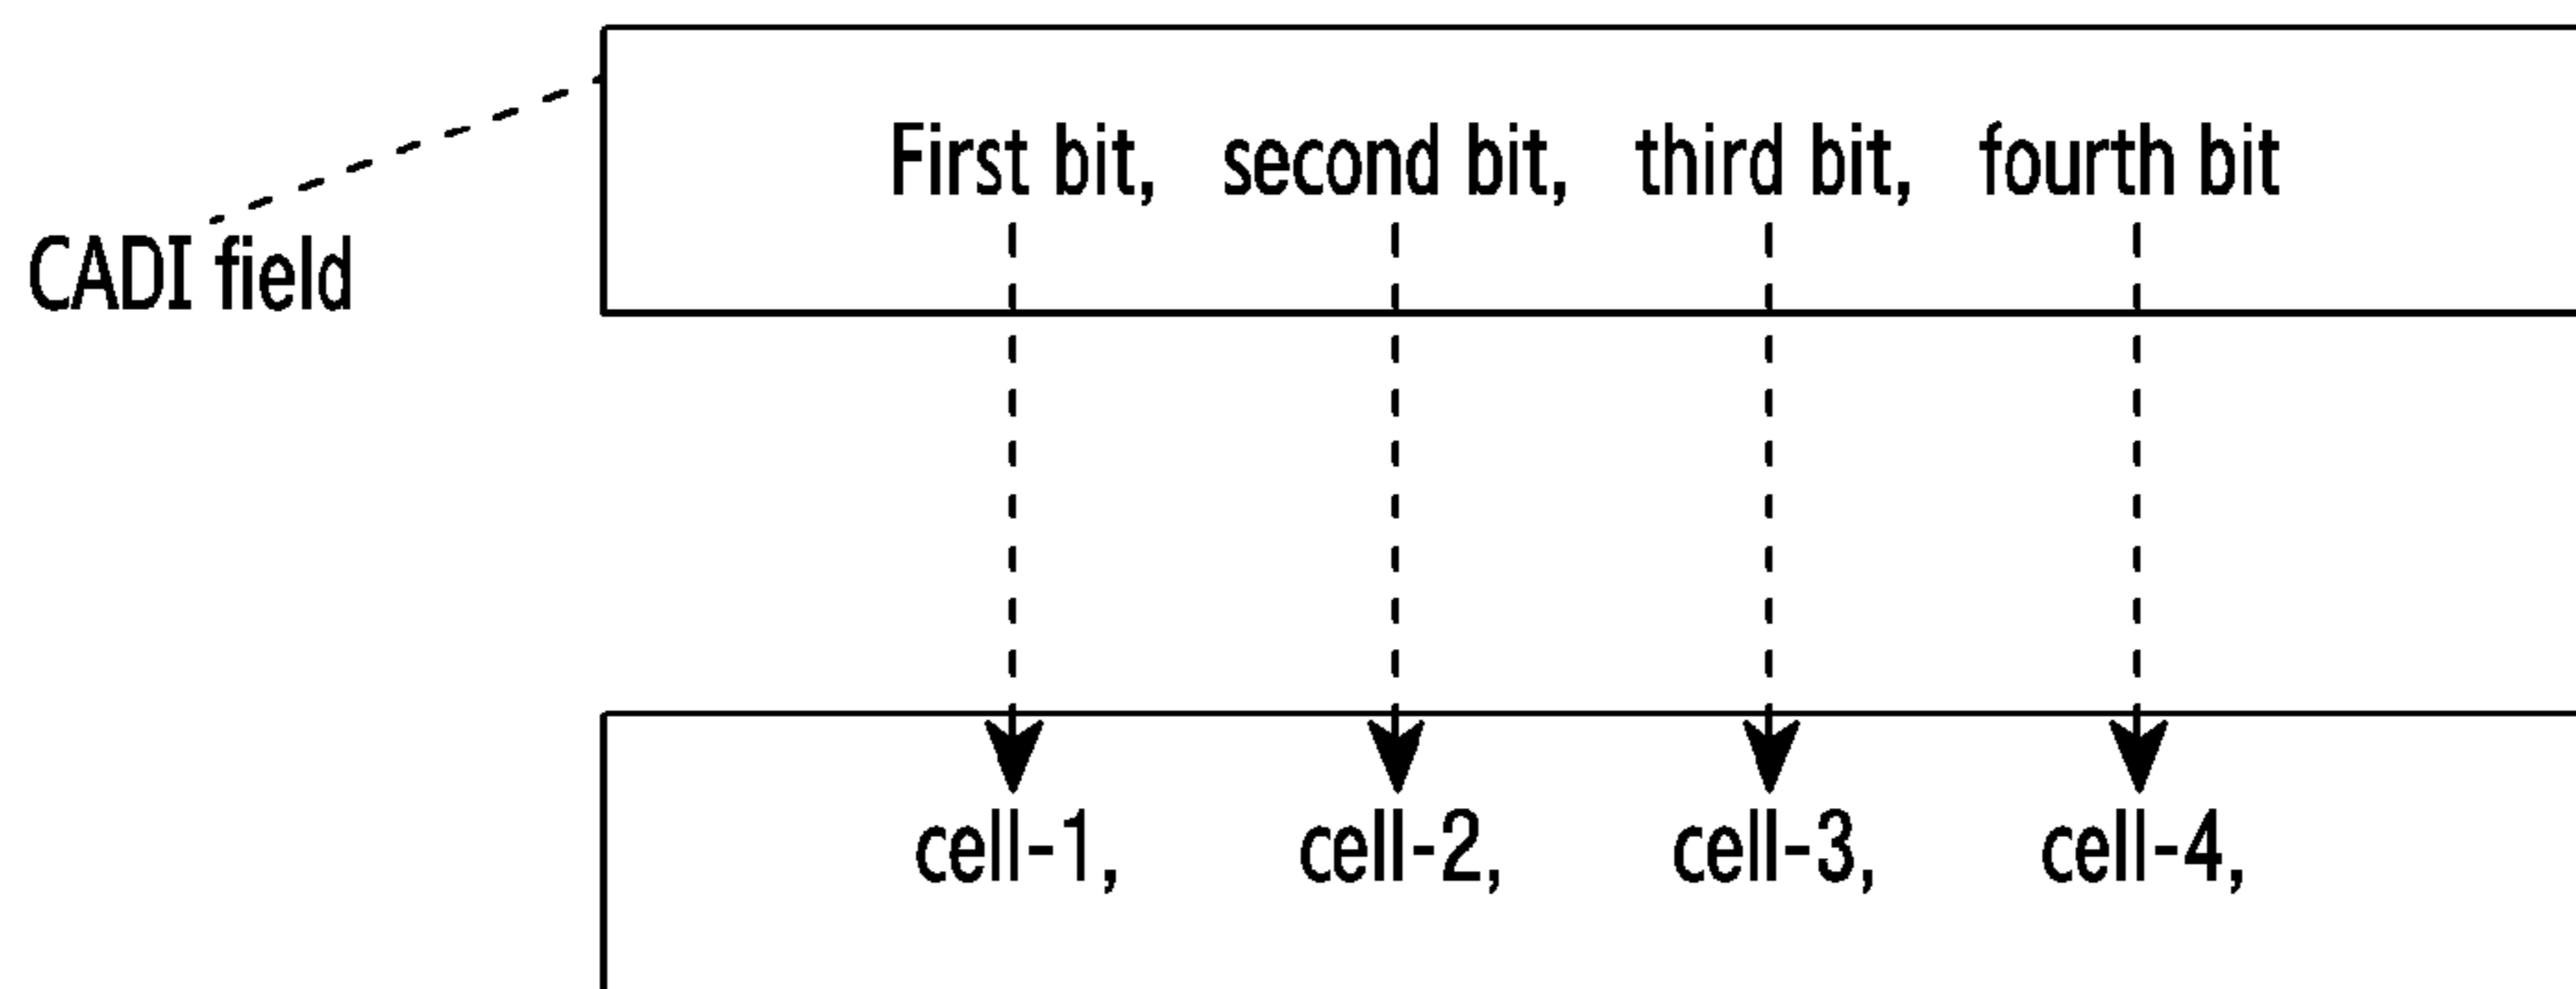 First bit, second bit, third bit, fourth bit
CADI field
cell-1, cell-2, cell-3, cell-4,